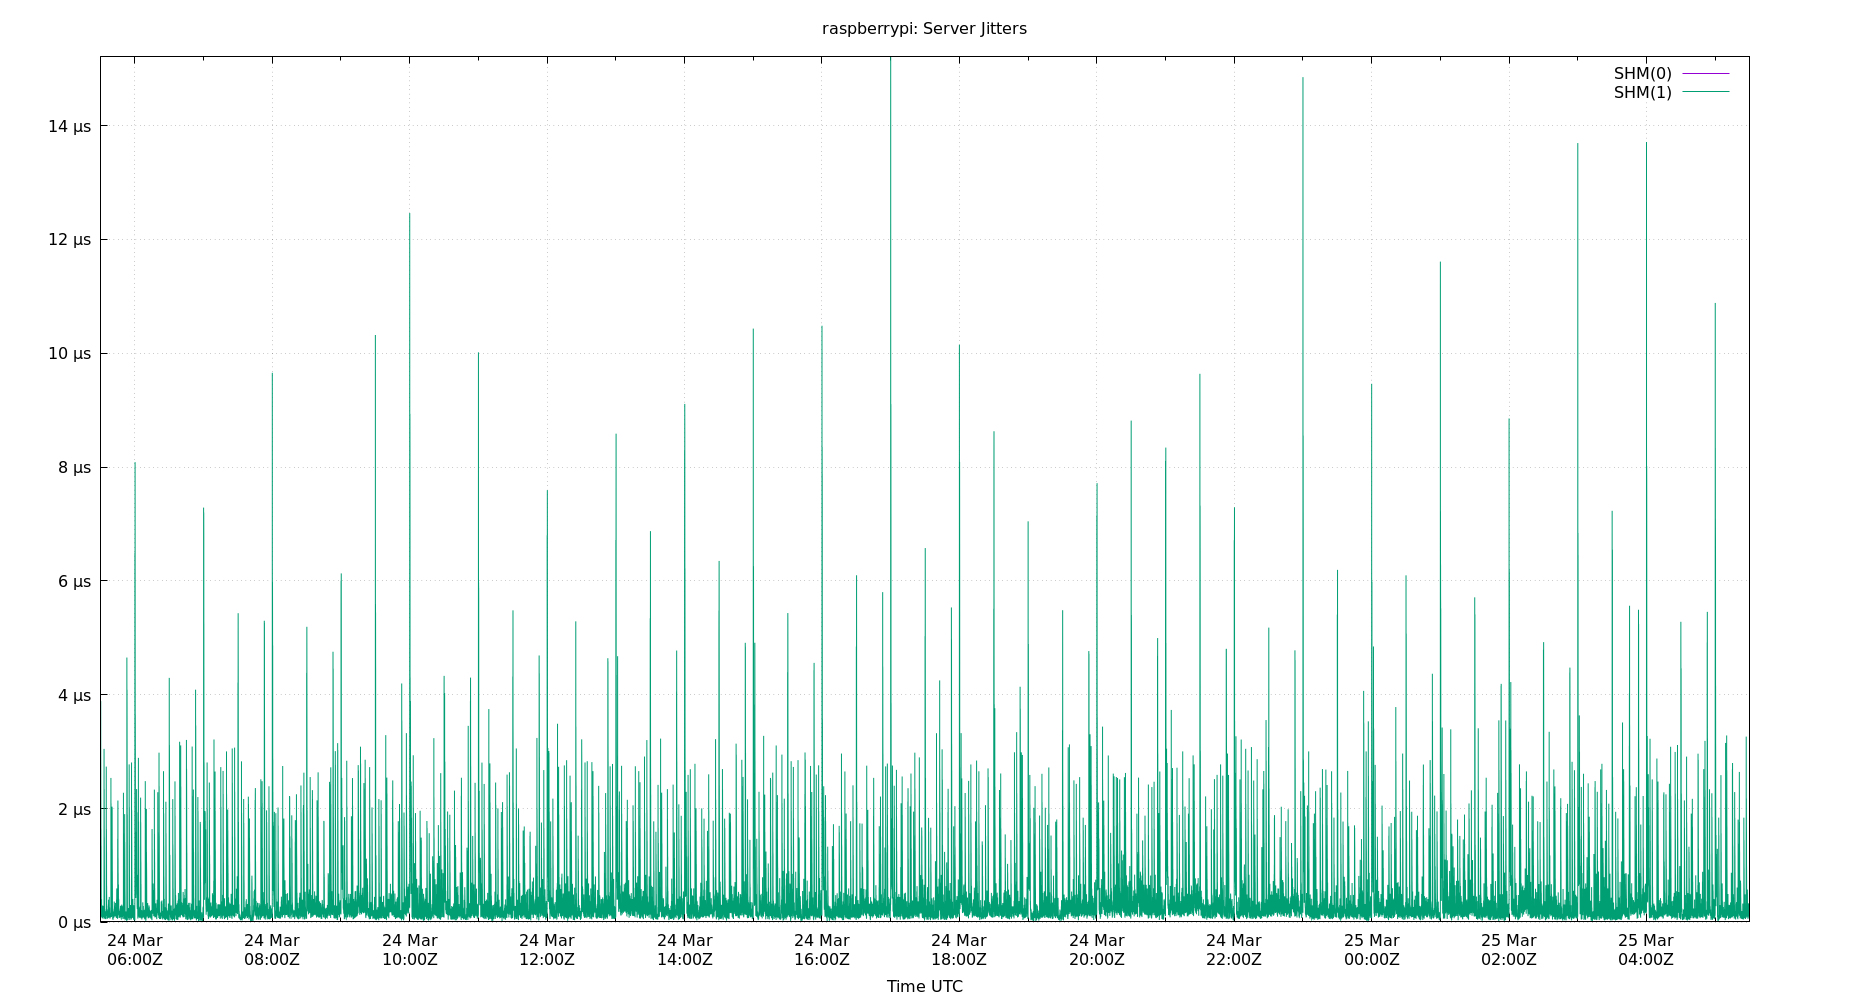 raspberrypi: Server Jitters
SHM(0)
SHM(1)
14 µs
12 µs
10 µs
8 µs
6 µs
4 µs
2 µs
0 µs
24 Mar 24 Mar 24 Mar 24 Mar 24 Mar 24 Mar 24 Mar 24 Mar 24 Mar 25 Mar 25 Mar 25 Mar
06:00Z 08:00Z 10:00Z 12:00Z 14:00Z 16:00Z 18:00Z 20:00Z 22:00Z 00:00Z 02:00Z 04:00Z
Time UTC